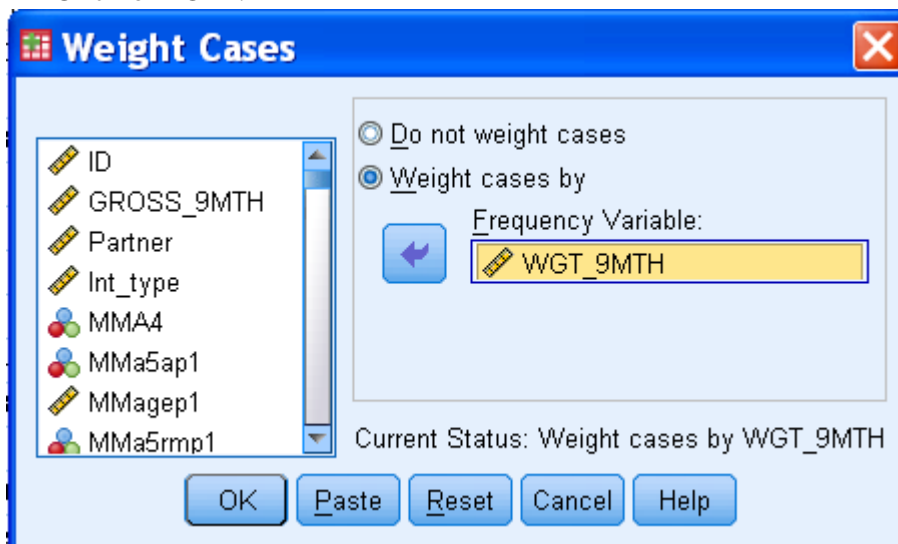 Weight Cases
ID
GROSS_9MTH
Partner
Int_type
MMA4
MMa5ap1
MMagep1
MMa5rmp1
Do not weight cases
Weight cases by
Frequency Variable:
WGT_9MTH
Current Status: Weight cases by WGT_9MTH
OK
Paste
Reset
Cancel
Help